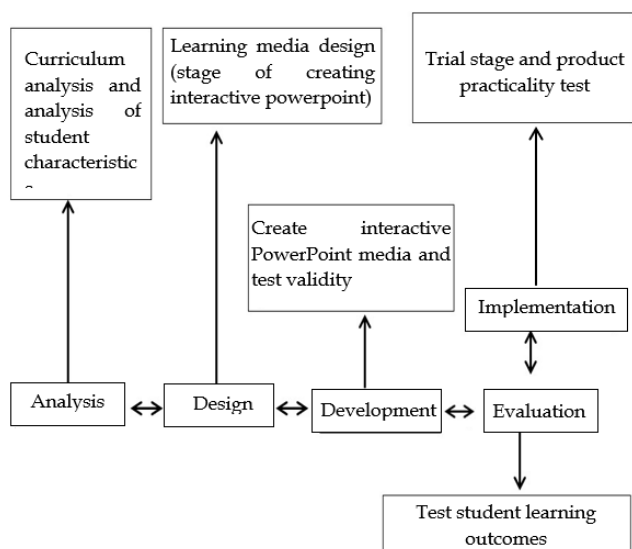 Curriculum
analysis and
analysis of
student
characteristic
Learning media design
(stage of creating
interactive powerpoint)
Trial stage and product
practicality test
Create interactive
PowerPoint media and
test validity
Implementation
Analysis
Design
Development
Evaluation
Test student learning
outcomes